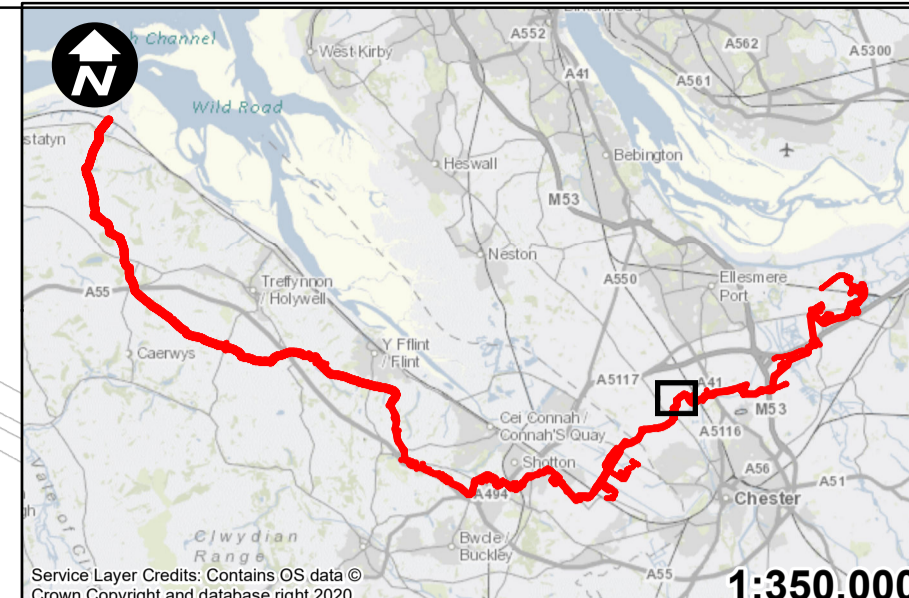 A552
A562
A5300
West Kirby
A41
A561
N
Channel
Wild Road
statyn
Heswall
Bebington
M53
Neston
A550
Ellesmere
Port
A55
Treffynnon
/ Holywell
Caerwys
Y Fflint
/ Flint
A5117
A41
M53
Cei Connah /
Connah'S Quay
A5116
Shotton
A56
A51
A494
Chester
Clwydian
Range
Bwcle /
Buckley
A55
Service Layer Credits: Contains OS data ©
Crown Copyright and database right 2020
1:350,000